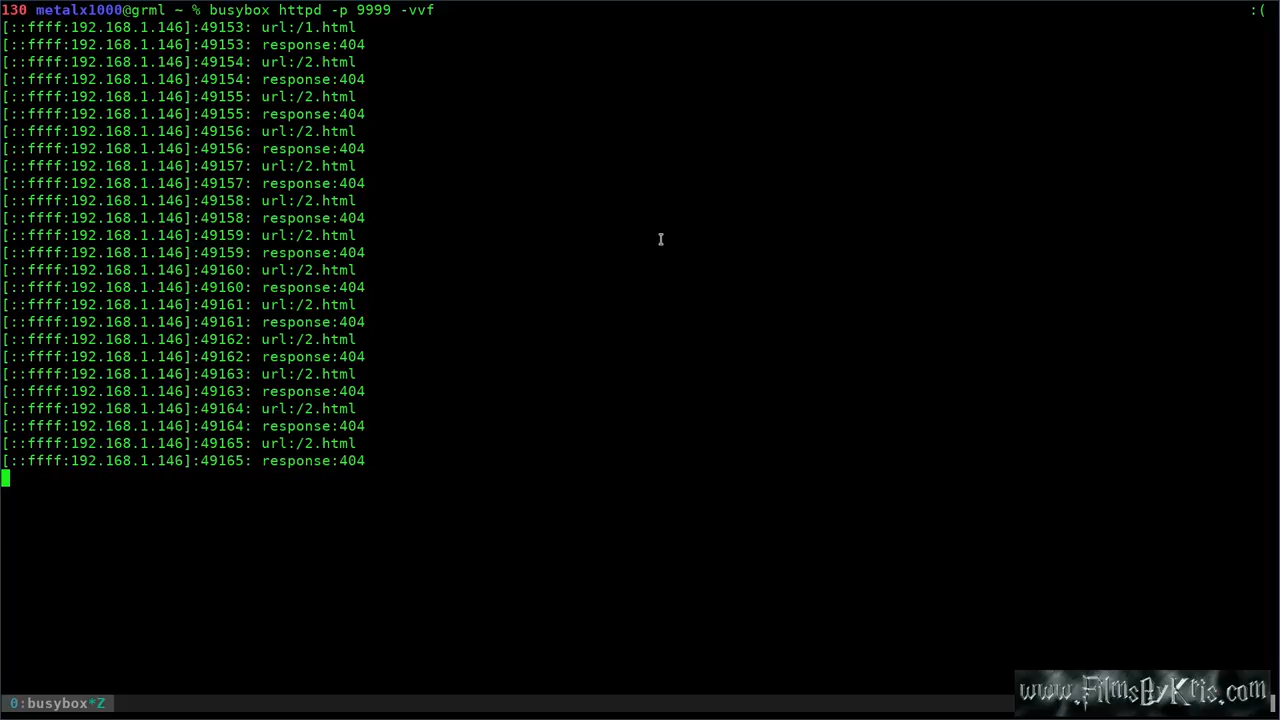 130 metalx1000@grml ~ % busybox httpd -p 9999 -vvf :(
[::ffff:192.168.1.146]:49153: url:/1.html
[::ffff:192.168.1.146]:49153: response:404
[::ffff:192.168.1.146]:49154: url:/2.html
[::ffff:192.168.1.146]:49154: response:404
[::ffff:192.168.1.146]:49155: url:/2.html
[::ffff:192.168.1.146]:49155: response:404
[::ffff:192.168.1.146]:49156: url:/2.html
[::ffff:192.168.1.146]:49156: response:404
[::ffff:192.168.1.146]:49157: url:/2.html
[::ffff:192.168.1.146]:49157: response:404
[::ffff:192.168.1.146]:49158: url:/2.html
[::ffff:192.168.1.146]:49158: response:404
[::ffff:192.168.1.146]:49159: url:/2.html
[::ffff:192.168.1.146]:49159: response:404
[::ffff:192.168.1.146]:49160: url:/2.html
[::ffff:192.168.1.146]:49160: response:404
[::ffff:192.168.1.146]:49161: url:/2.html
[::ffff:192.168.1.146]:49161: response:404
[::ffff:192.168.1.146]:49162: url:/2.html
[::ffff:192.168.1.146]:49162: response:404
[::ffff:192.168.1.146]:49163: url:/2.html
[::ffff:192.168.1.146]:49163: response:404
[::ffff:192.168.1.146]:49164: url:/2.html
[::ffff:192.168.1.146]:49164: response:404
[::ffff:192.168.1.146]:49165: url:/2.html
[::ffff:192.168.1.146]:49165: response:404
www.FilmsByKris.com
0:busybox*Z